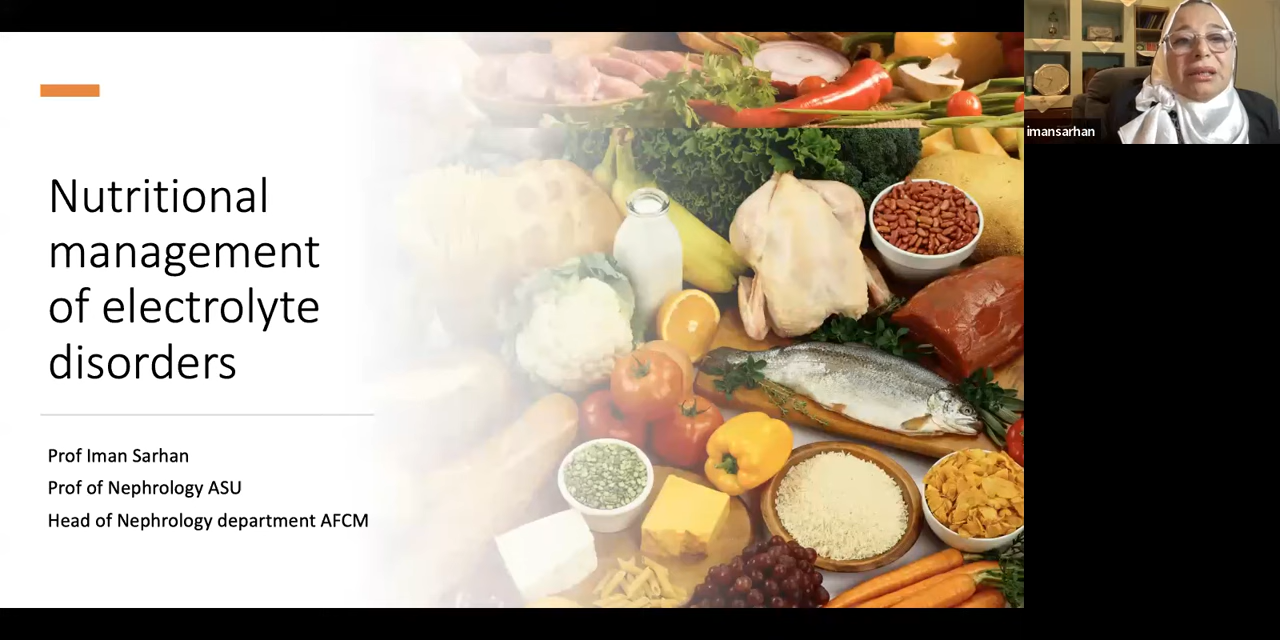 Nutritional
management
of electrolyte
disorders
Prof Iman Sarhan
Prof of Nephrology ASU
Head of Nephrology department AFCM
imansarhan